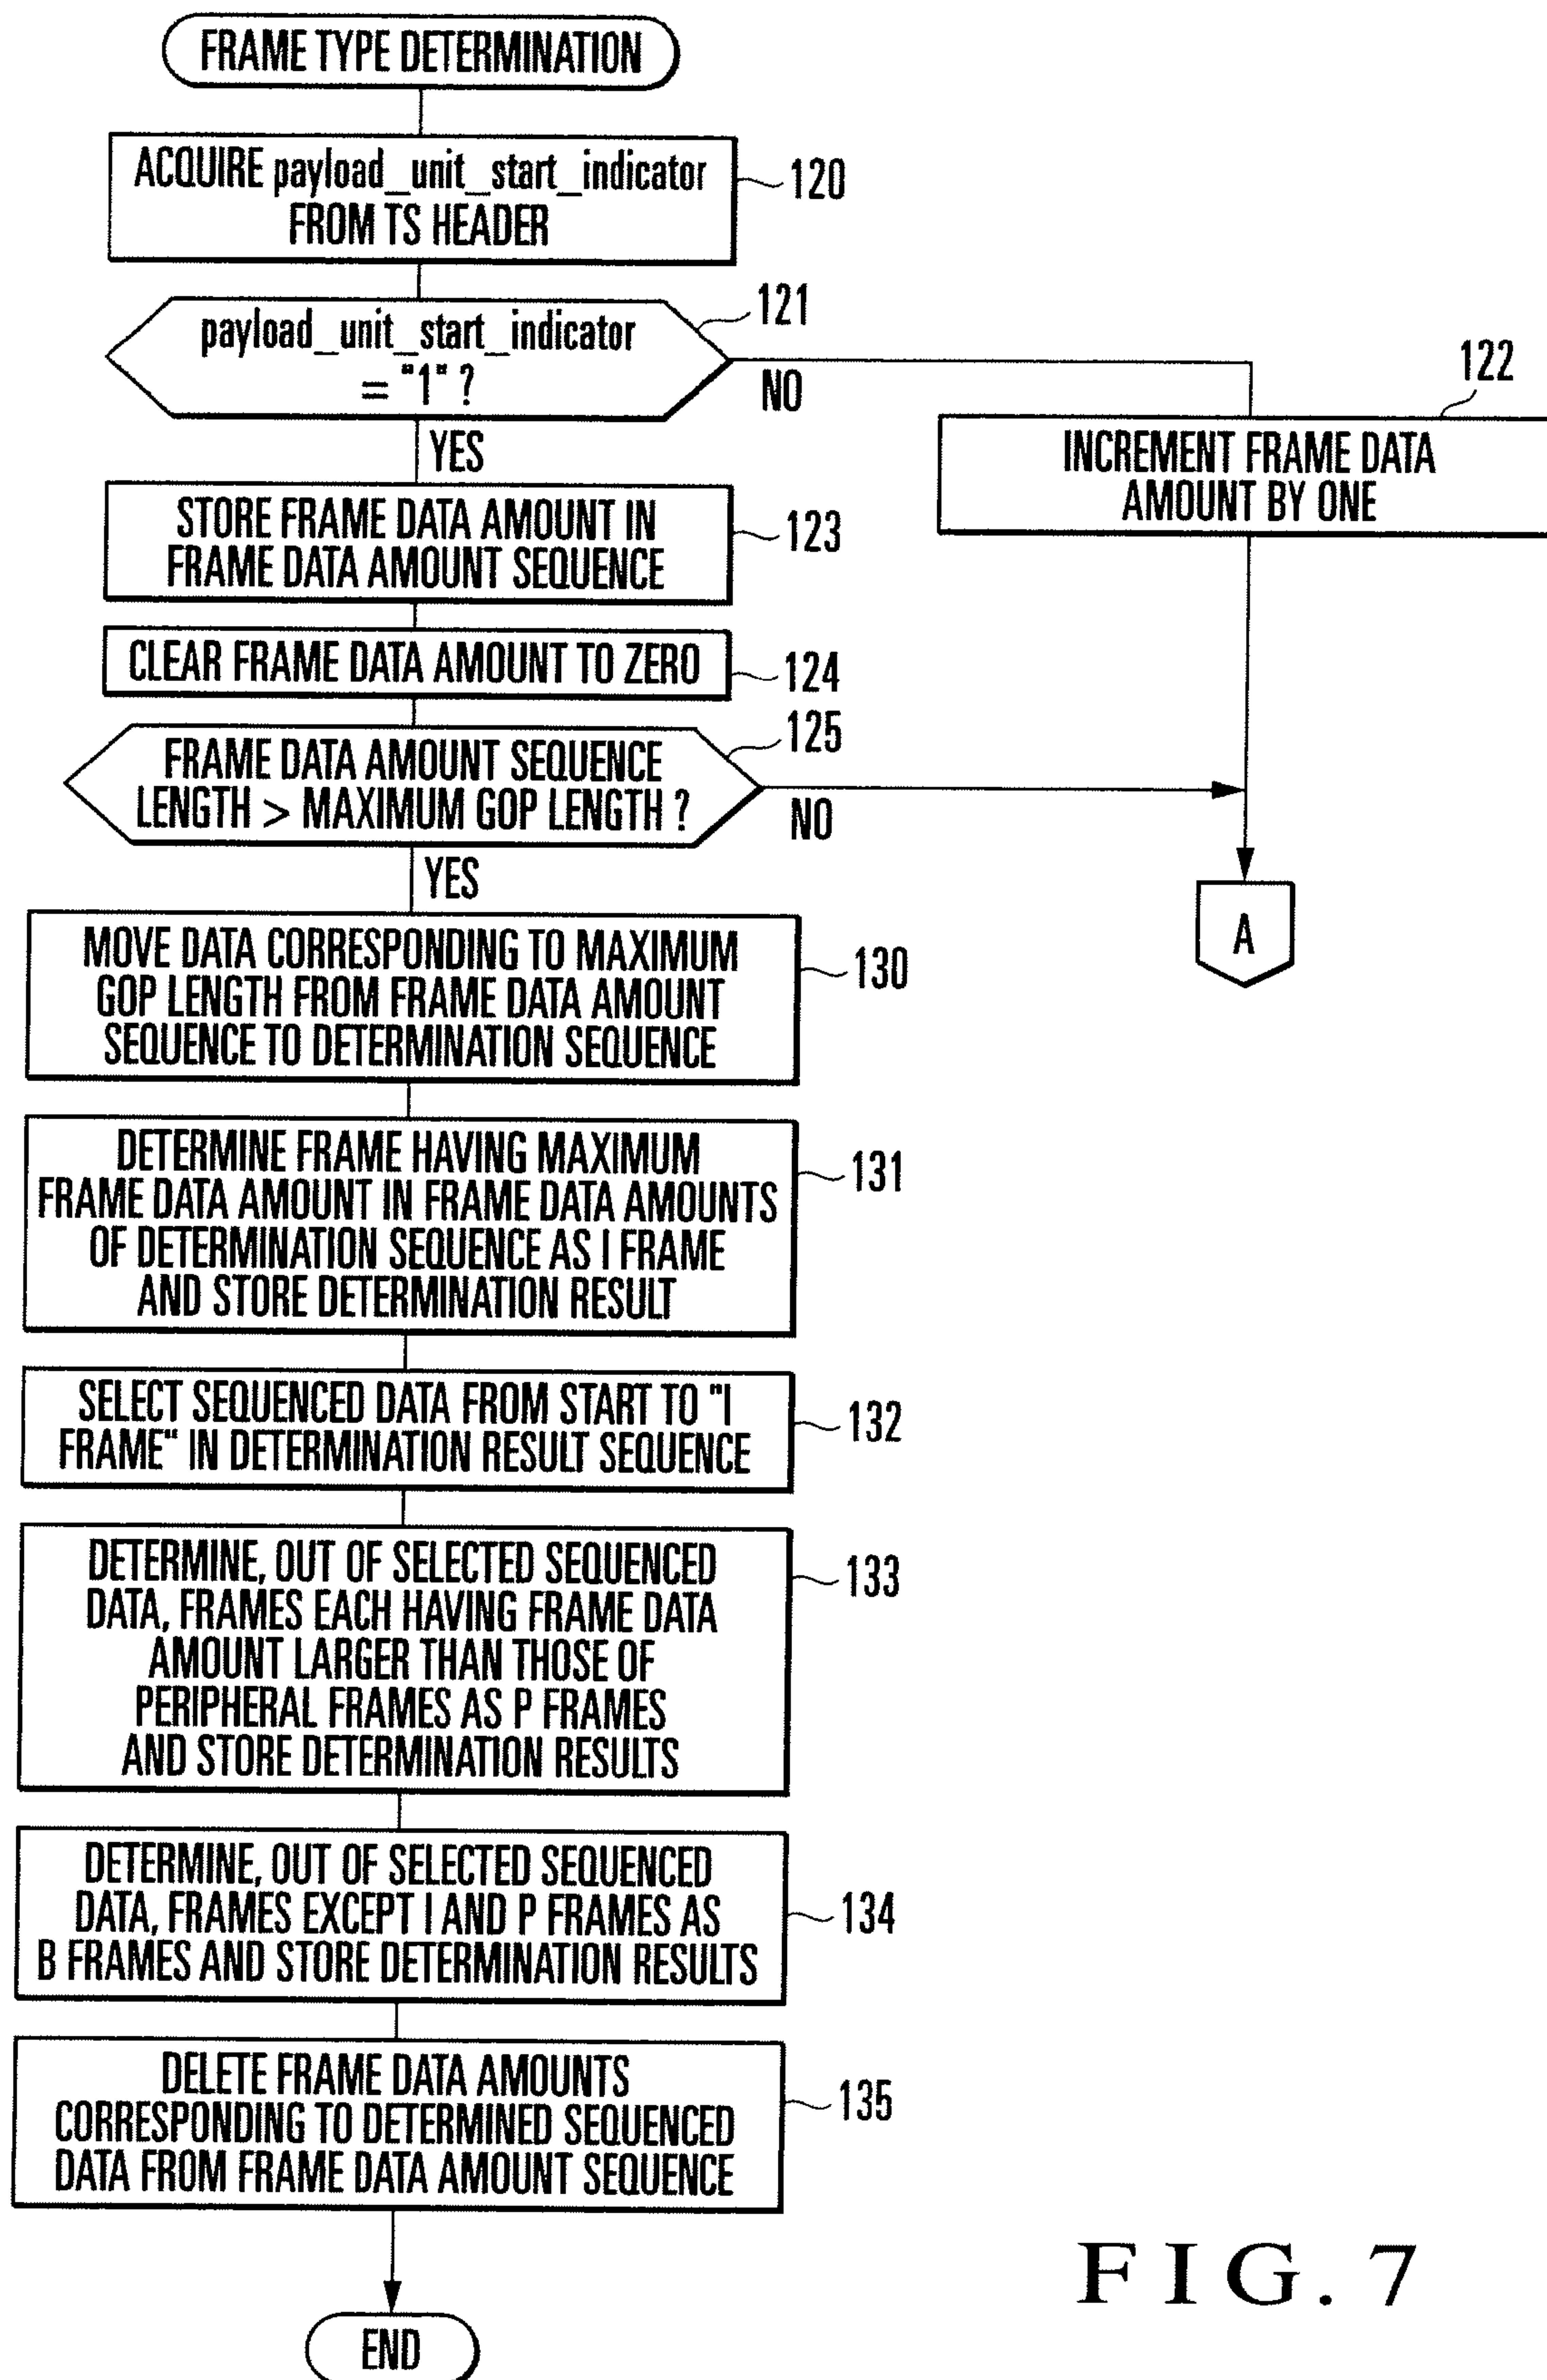 FRAME TYPE DETERMINATION
ACQUIRE payload_unit_start_indicator
FROM TS HEADER
120
payload_unit_start_indicator
= "1" ?
121
NO
YES
122
INCREMENT FRAME DATA
AMOUNT BY ONE
STORE FRAME DATA AMOUNT IN
FRAME DATA AMOUNT SEQUENCE
123
CLEAR FRAME DATA AMOUNT TO ZERO
124
FRAME DATA AMOUNT SEQUENCE
LENGTH > MAXIMUM GOP LENGTH ?
125
NO
YES
A
MOVE DATA CORRESPONDING TO MAXIMUM
GOP LENGTH FROM FRAME DATA AMOUNT
SEQUENCE TO DETERMINATION SEQUENCE
130
DETERMINE FRAME HAVING MAXIMUM
FRAME DATA AMOUNT IN FRAME DATA AMOUNTS
OF DETERMINATION SEQUENCE AS I FRAME
AND STORE DETERMINATION RESULT
131
SELECT SEQUENCED DATA FROM START TO "I
FRAME" IN DETERMINATION RESULT SEQUENCE
132
DETERMINE, OUT OF SELECTED SEQUENCED
DATA, FRAMES EACH HAVING FRAME DATA
AMOUNT LARGER THAN THOSE OF
PERIPHERAL FRAMES AS P FRAMES
AND STORE DETERMINATION RESULTS
133
DETERMINE, OUT OF SELECTED SEQUENCED
DATA, FRAMES EXCEPT I AND P FRAMES AS
B FRAMES AND STORE DETERMINATION RESULTS
134
DELETE FRAME DATA AMOUNTS
CORRESPONDING TO DETERMINED SEQUENCED
DATA FROM FRAME DATA AMOUNT SEQUENCE
135
END
FIG. 7